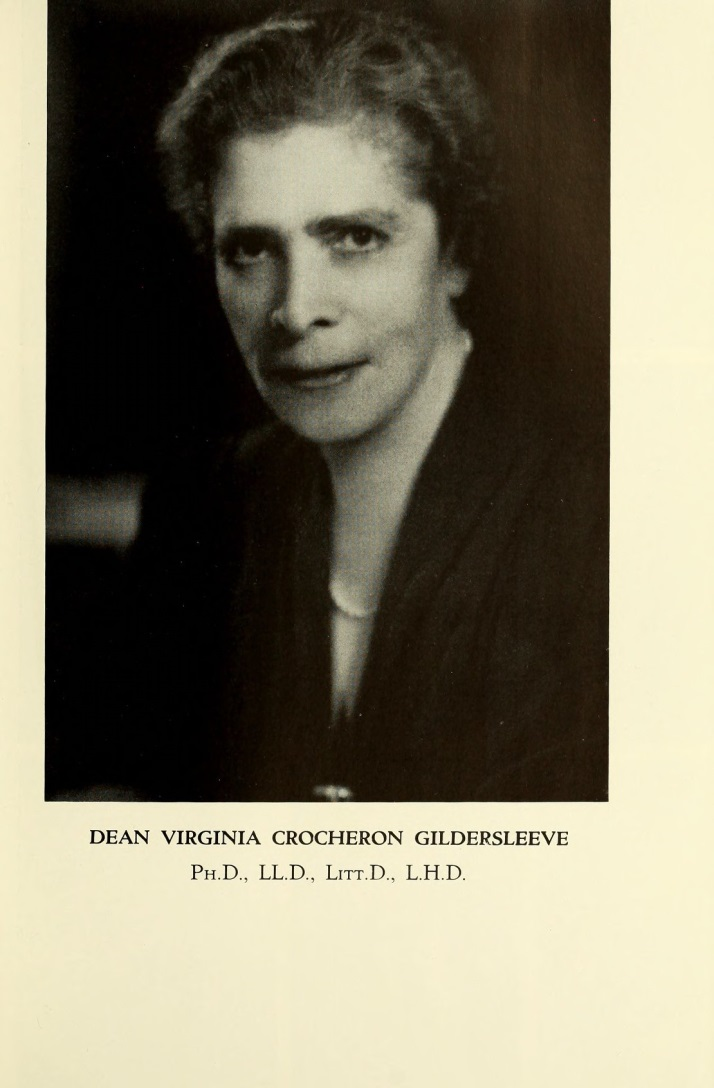 DEAN VIRGINIA CROCHERON GILDERSLEEVE
Ph.D., LL.D., Litt.D., L.H.D.